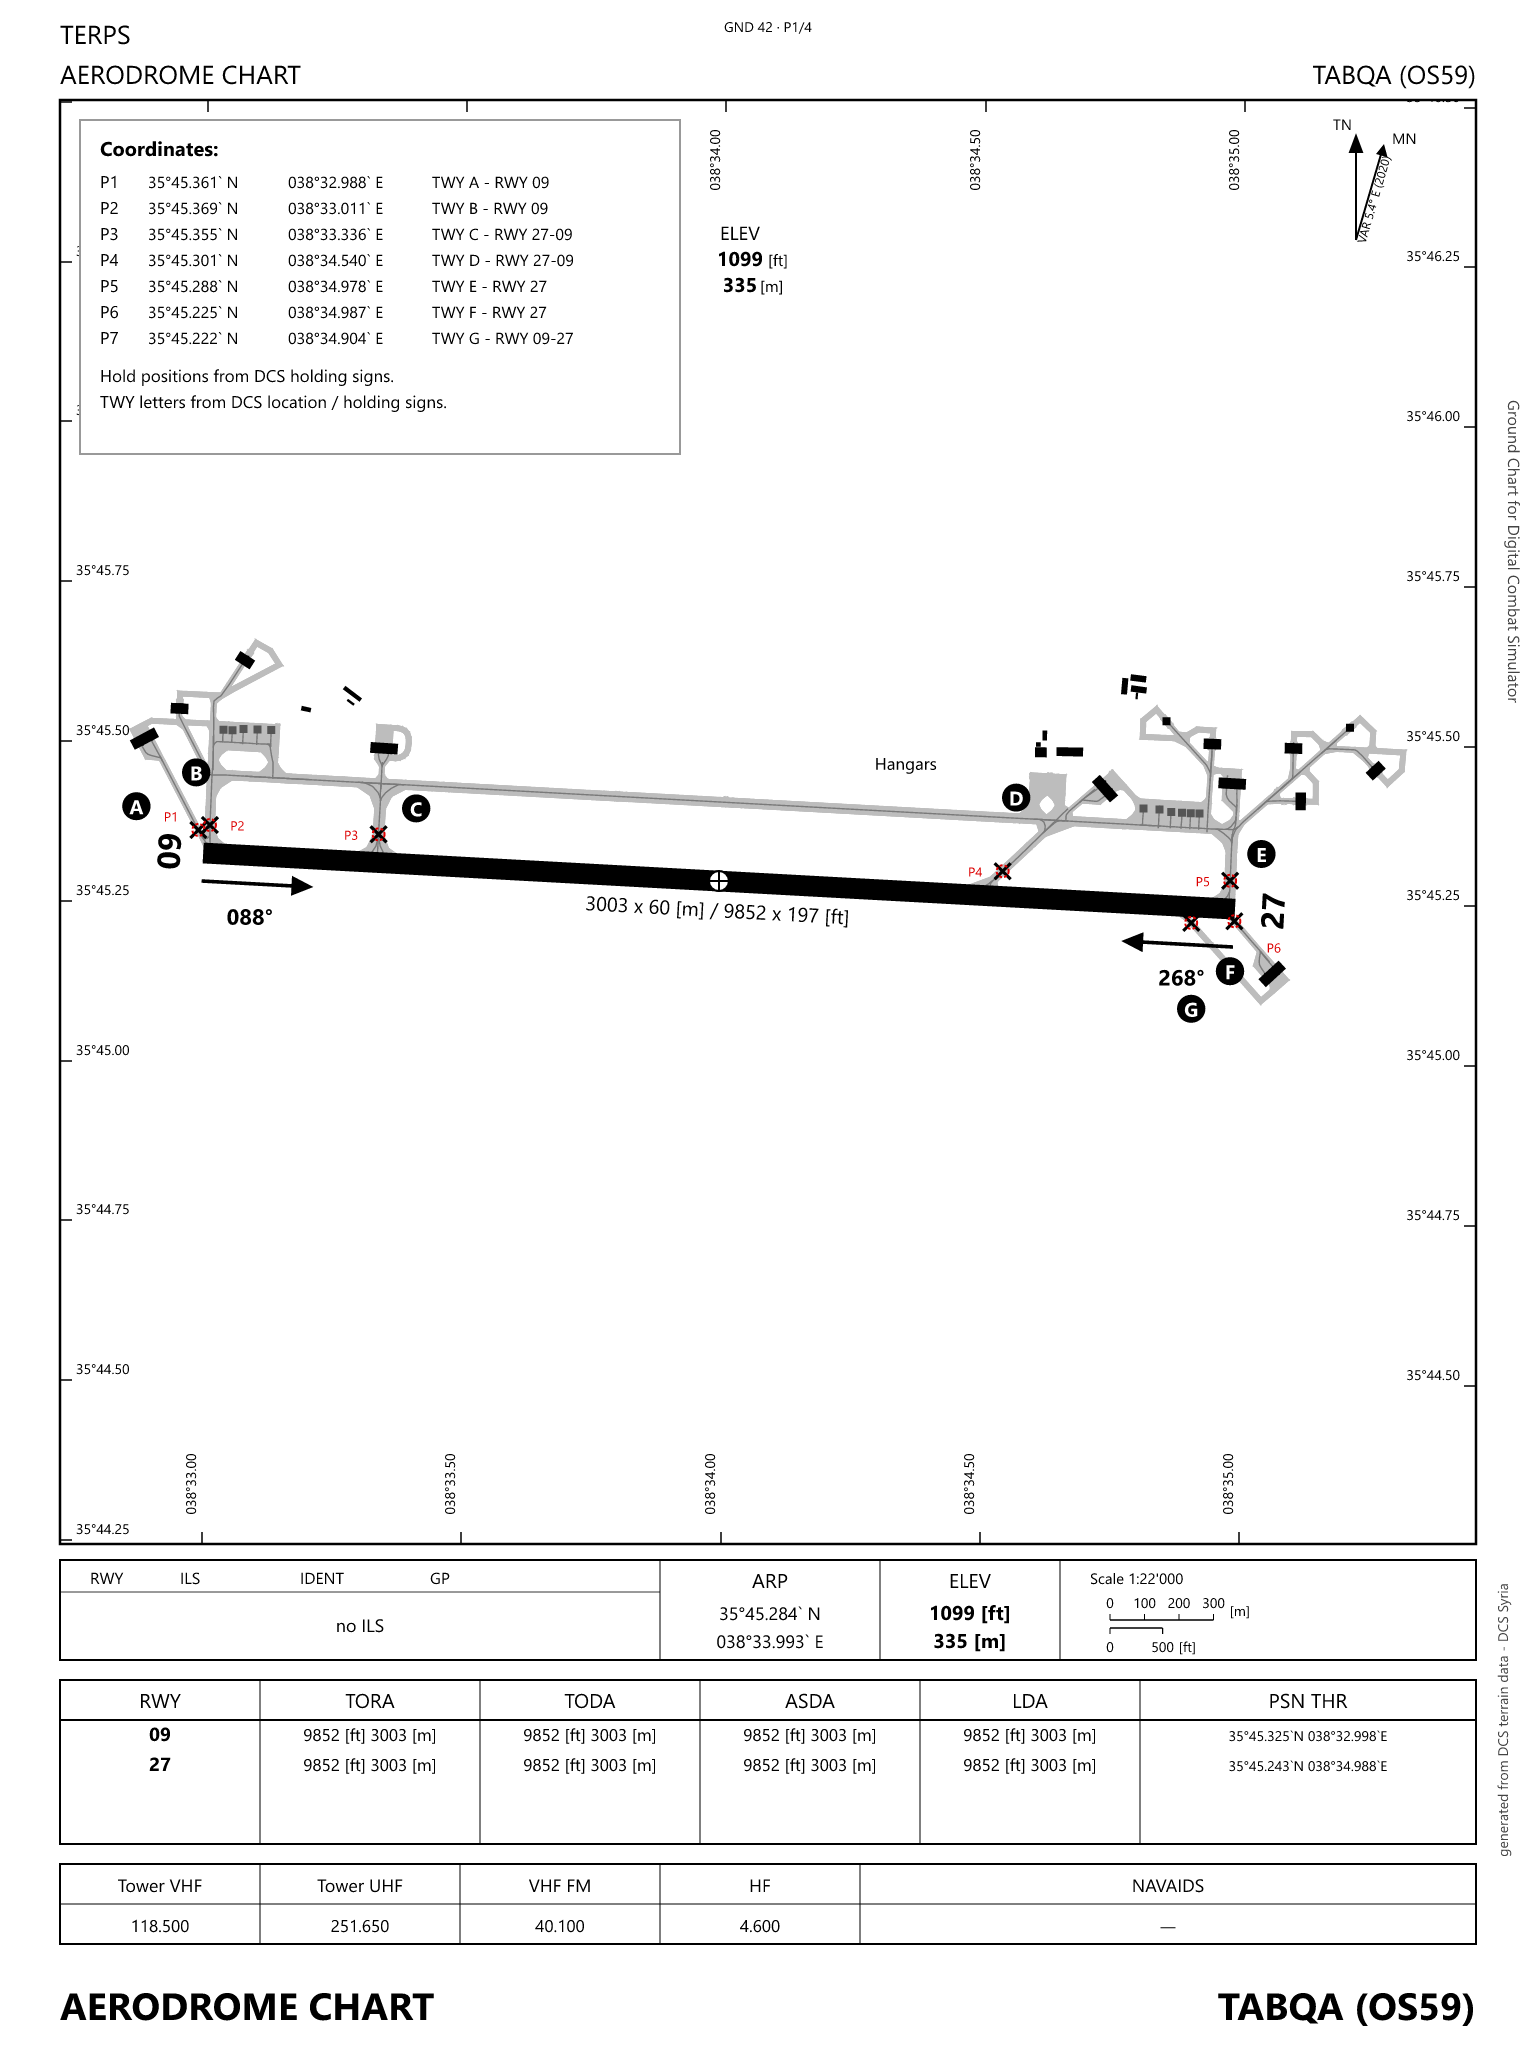 GND 42 · P1/4
TERPS
AERODROME CHART
TABQA (OS59)
Coordinates:
P1 35°45.361` N 038°32.988` E TWY A - RWY 09
P2 35°45.369` N 038°33.011` E TWY B - RWY 09
P3 35°45.355` N 038°33.336` E TWY C - RWY 27-09
P4 35°45.301` N 038°34.540` E TWY D - RWY 27-09
P5 35°45.288` N 038°34.978` E TWY E - RWY 27
P6 35°45.225` N 038°34.987` E TWY F - RWY 27
P7 35°45.222` N 038°34.904` E TWY G - RWY 09-27
Hold positions from DCS holding signs.
TWY letters from DCS location / holding signs.
038°34.00
038°34.50
038°35.00
TN
MN
VAR 5.4° E (2020)
ELEV
1099 [ft]
335 [m]
35°46.25
35°46.00
35°45.75
35°45.75
35°45.50
35°45.50
Hangars
A
B
C
D
E
F
G
P1
P2
P3
P4
P5
P6
09
27
35°45.25
35°45.25
088°
3003 x 60 [m] / 9852 x 197 [ft]
268°
35°45.00
35°45.00
35°44.75
35°44.75
35°44.50
35°44.50
35°44.25
038°33.00
038°33.50
038°34.00
038°34.50
038°35.00
Ground Chart for Digital Combat Simulator
RWY ILS IDENT GP
no ILS
ARP
35°45.284` N
038°33.993` E
ELEV
1099 [ft]
335 [m]
Scale 1:22'000
0 100 200 300 [m]
0 500 [ft]
RWY TORA TODA ASDA LDA PSN THR
09 9852 [ft] 3003 [m] 9852 [ft] 3003 [m] 9852 [ft] 3003 [m] 9852 [ft] 3003 [m] 35°45.325`N 038°32.998`E
27 9852 [ft] 3003 [m] 9852 [ft] 3003 [m] 9852 [ft] 3003 [m] 9852 [ft] 3003 [m] 35°45.243`N 038°34.988`E
generated from DCS terrain data - DCS Syria
Tower VHF Tower UHF VHF FM HF NAVAIDS
118.500 251.650 40.100 4.600 —
AERODROME CHART
TABQA (OS59)